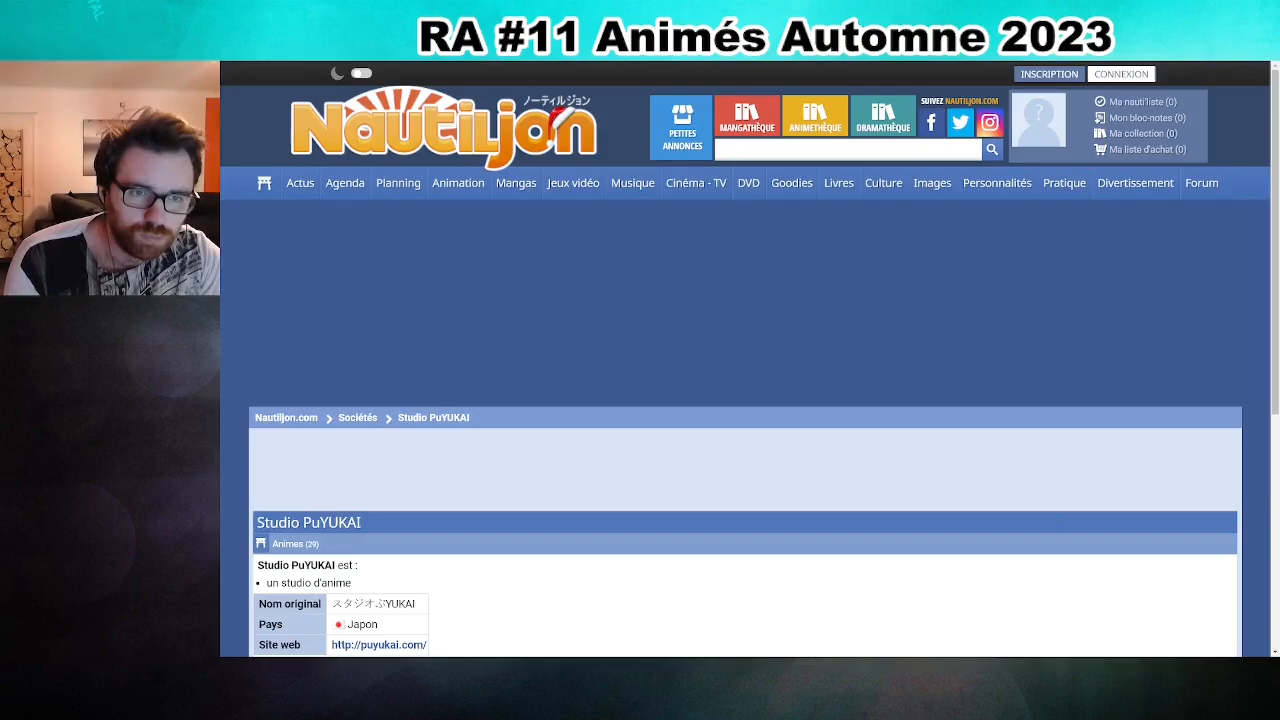 RA #11 Animés Automne 2023
INSCRIPTION CONNEXION
Nautiljon
ノーティルジョン
PETITES ANNONCES
MANGATHÈQUE
ANIMETHÈQUE
DRAMATHÈQUE
SUIVEZ NAUTILJON.COM
?
Ma nauti'liste (0)
Mon bloc-notes (0)
Ma collection (0)
Ma liste d'achat (0)
Actus Agenda Planning Animation Mangas Jeux vidéo Musique Cinéma - TV DVD Goodies Livres Culture Images Personnalités Pratique Divertissement Forum
Nautiljon.com Sociétés Studio PuYUKAI
Studio PuYUKAI
Animes (29)
Studio PuYUKAI est :
• un studio d'anime
Nom original スタジオぷYUKAI
Pays Japon
Site web http://puyukai.com/